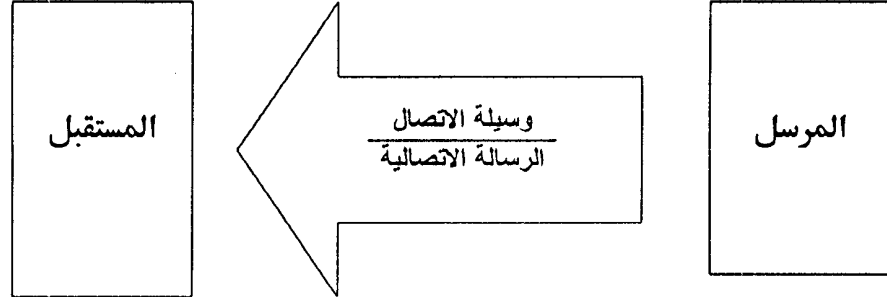 المرسل
وسيلة الاتصال
الرسالة الاتصالية
المستقبل